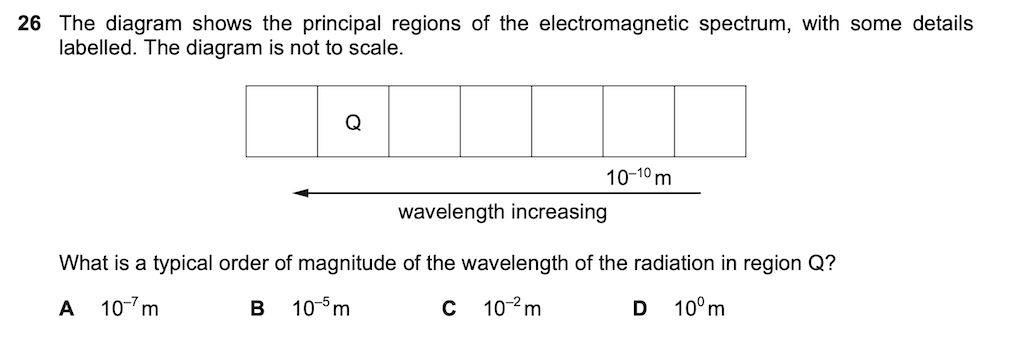 26 The diagram shows the principal regions of the electromagnetic spectrum, with some details
labelled. The diagram is not to scale.
Q
10⁻¹⁰ m
wavelength increasing
What is a typical order of magnitude of the wavelength of the radiation in region Q?
A 10⁻⁷ m B 10⁻⁵ m C 10⁻² m D 10⁰ m